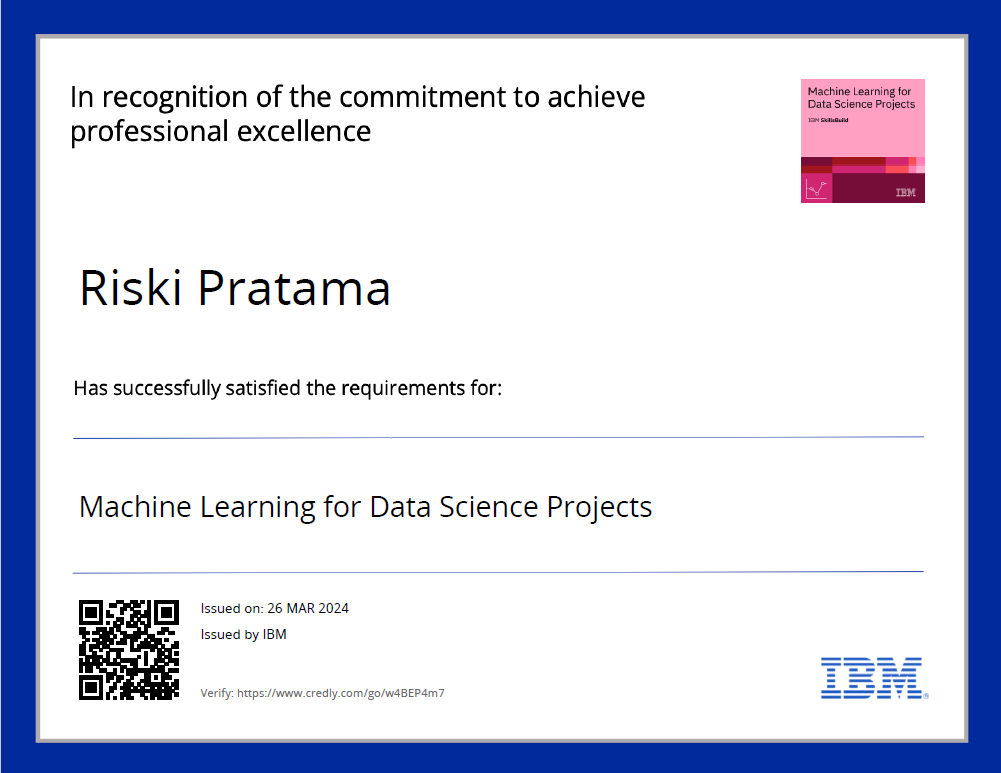 In recognition of the commitment to achieve
professional excellence
Machine Learning for
Data Science Projects
IBM SkillsBuild
IBM
Riski Pratama
Has successfully satisfied the requirements for:
Machine Learning for Data Science Projects
Issued on: 26 MAR 2024
Issued by IBM
Verify: https://www.credly.com/go/w4BEP4m7
IBM®